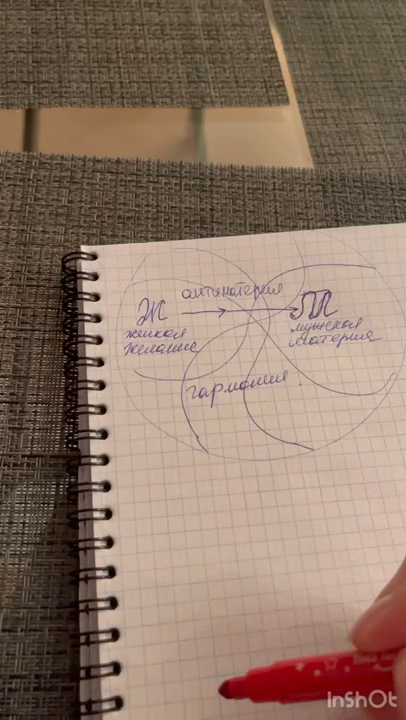 антиматерия
Ж → М
женское
желание
мужская
материя
гармония.
InShOt